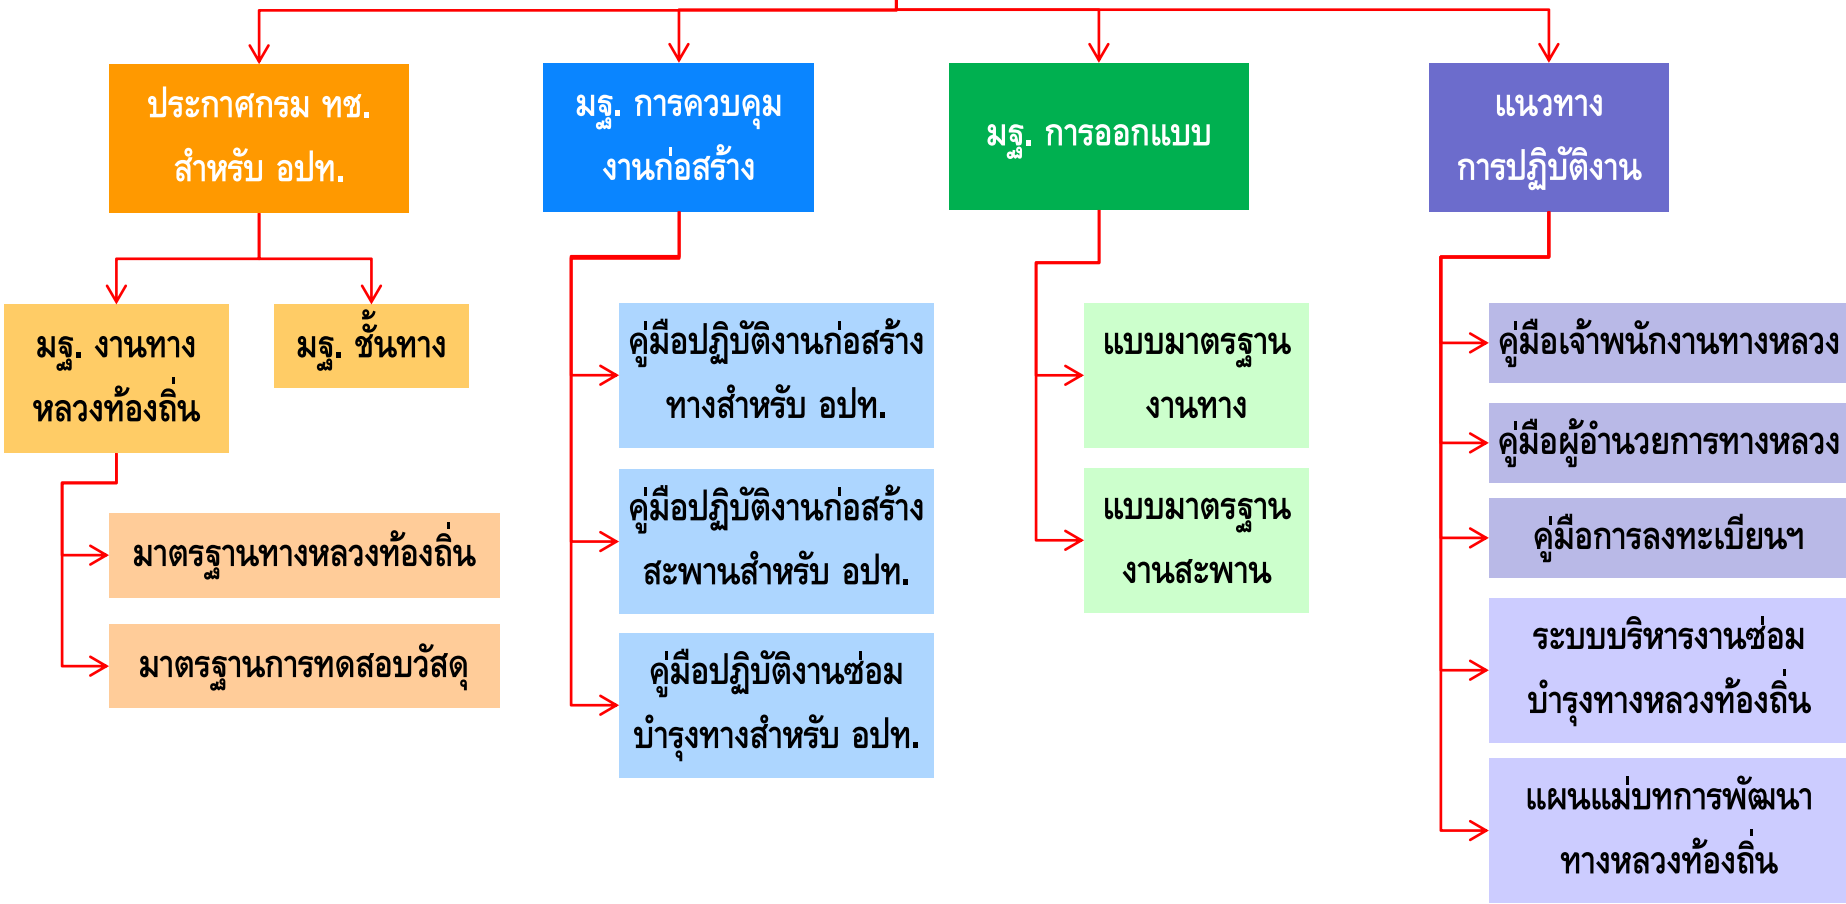 ประกาศกรม ทช.
สำหรับ อปท.
มฐ. การควบคุม
งานก่อสร้าง
มฐ. การออกแบบ
แนวทาง
การปฏิบัติงาน
มฐ. งานทาง
หลวงท้องถิ่น
มฐ. ชั้นทาง
มาตรฐานทางหลวงท้องถิ่น
มาตรฐานการทดสอบวัสดุ
คู่มือปฏิบัติงานก่อสร้าง
ทางสำหรับ อปท.
คู่มือปฏิบัติงานก่อสร้าง
สะพานสำหรับ อปท.
คู่มือปฏิบัติงานซ่อม
บำรุงทางสำหรับ อปท.
แบบมาตรฐาน
งานทาง
แบบมาตรฐาน
งานสะพาน
คู่มือเจ้าพนักงานทางหลวง
คู่มือผู้อำนวยการทางหลวง
คู่มือการลงทะเบียนฯ
ระบบบริหารงานซ่อม
บำรุงทางหลวงท้องถิ่น
แผนแม่บทการพัฒนา
ทางหลวงท้องถิ่น